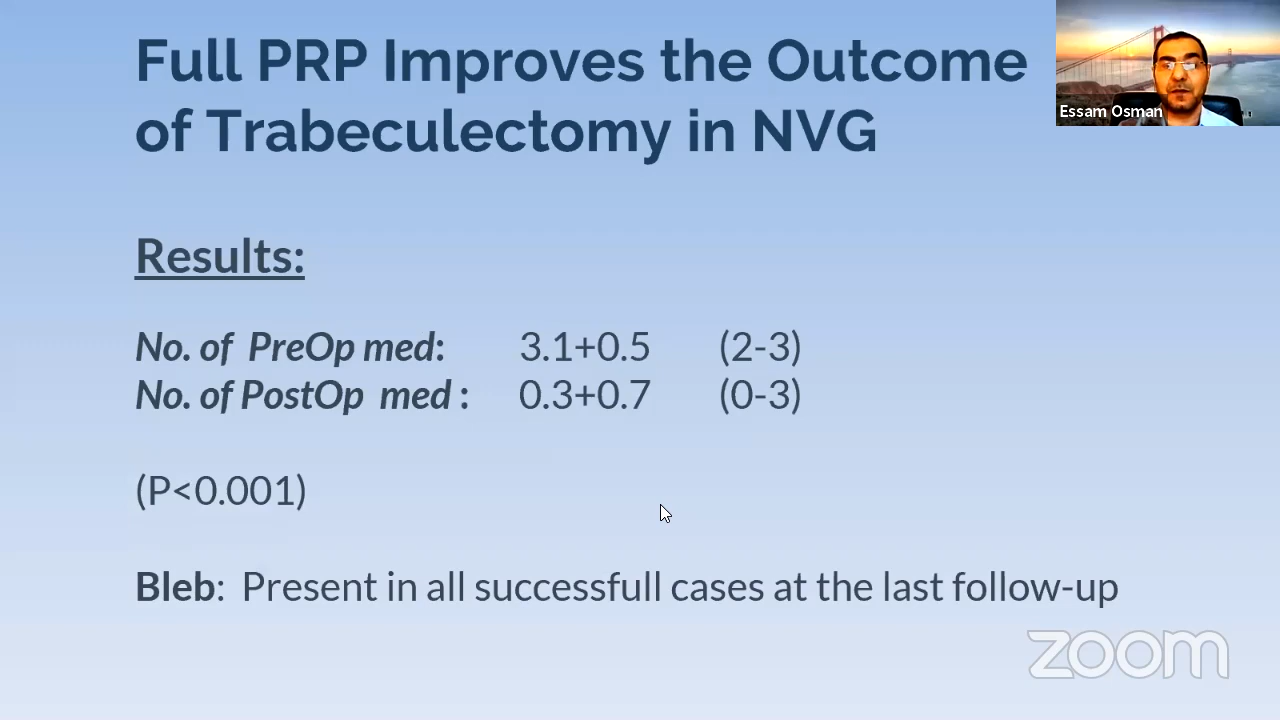 Full PRP Improves the Outcome
of Trabeculectomy in NVG
Essam Osman
Results:
No. of PreOp med: 3.1+0.5 (2-3)
No. of PostOp med : 0.3+0.7 (0-3)
(P<0.001)
Bleb: Present in all successfull cases at the last follow-up
zoom